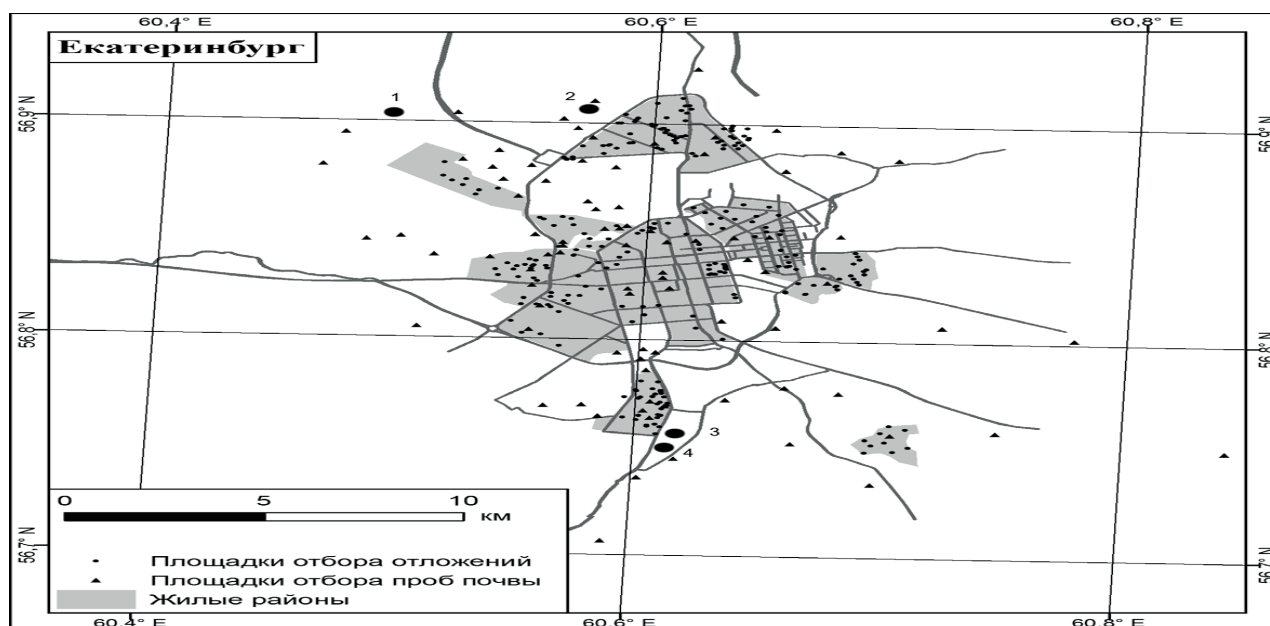 60,4° E 60,6° E 60,8° E
Екатеринбург
56,9° N
1
2
56,9° N
56,8° N
56,8° N
3
4
0 5 10
км
Площадки отбора отложений
Площадки отбора проб почвы
Жилые районы
56,7° N
56,7° N
60,4° E 60,6° E 60,8° E